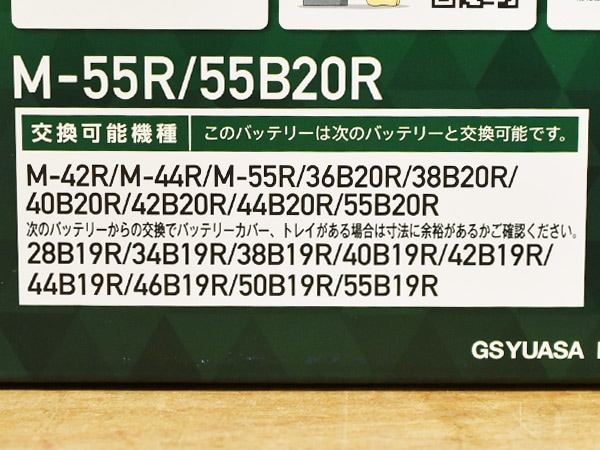 M-55R/55B20R
交換可能機種 このバッテリーは次のバッテリーと交換可能です。
M-42R/M-44R/M-55R/36B20R/38B20R/
40B20R/42B20R/44B20R/55B20R
次のバッテリーからの交換でバッテリーカバー、トレイがある場合は寸法に余裕があるかご確認ください。
28B19R/34B19R/38B19R/40B19R/42B19R/
44B19R/46B19R/50B19R/55B19R
GSYUASA